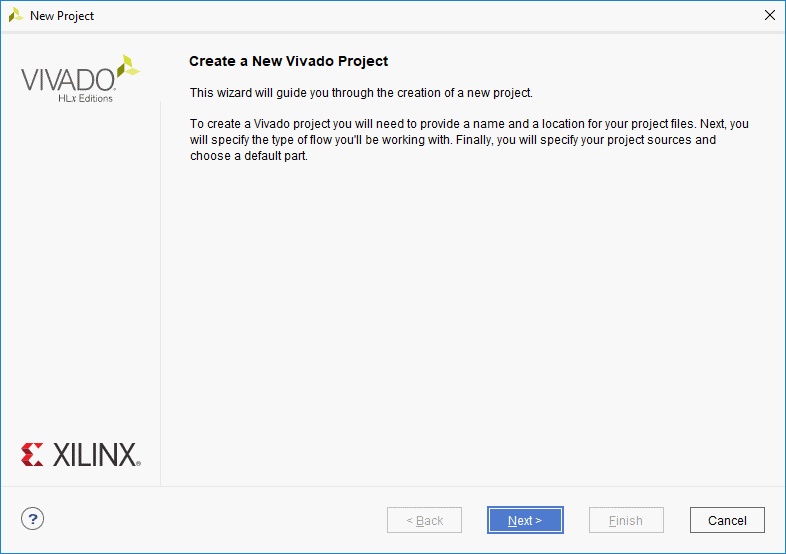 New Project
VIVADO
HLx Editions
Create a New Vivado Project
This wizard will guide you through the creation of a new project.
To create a Vivado project you will need to provide a name and a location for your project files. Next, you
will specify the type of flow you'll be working with. Finally, you will specify your project sources and
choose a default part.
XILINX®
?
< Back
Next >
Finish
Cancel